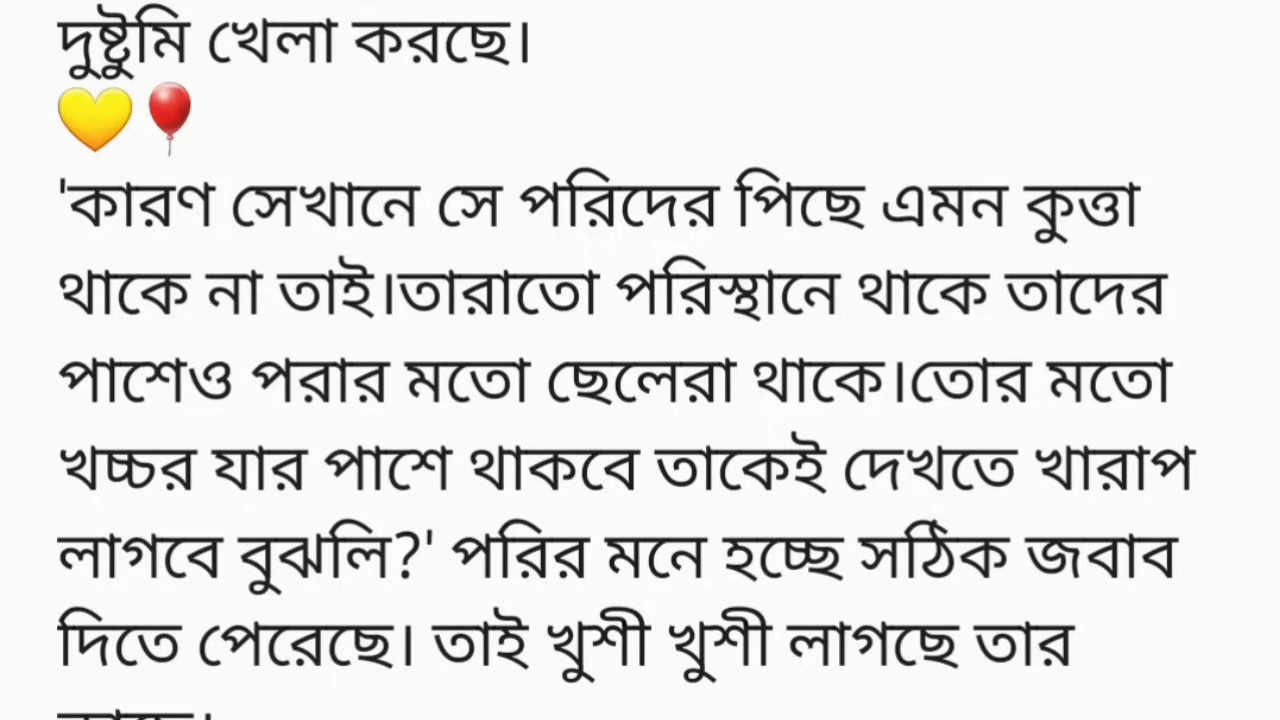 দুষ্টুমি খেলা করছে।
💛🎈
'কারণ সেখানে সে পরিদের পিছে এমন কুত্তা
থাকে না তাই।তারাতো পরিস্থানে থাকে তাদের
পাশেও পরার মতো ছেলেরা থাকে।তোর মতো
খচ্চর যার পাশে থাকবে তাকেই দেখতে খারাপ
লাগবে বুঝলি?' পরির মনে হচ্ছে সঠিক জবাব
দিতে পেরেছে। তাই খুশী খুশী লাগছে তার